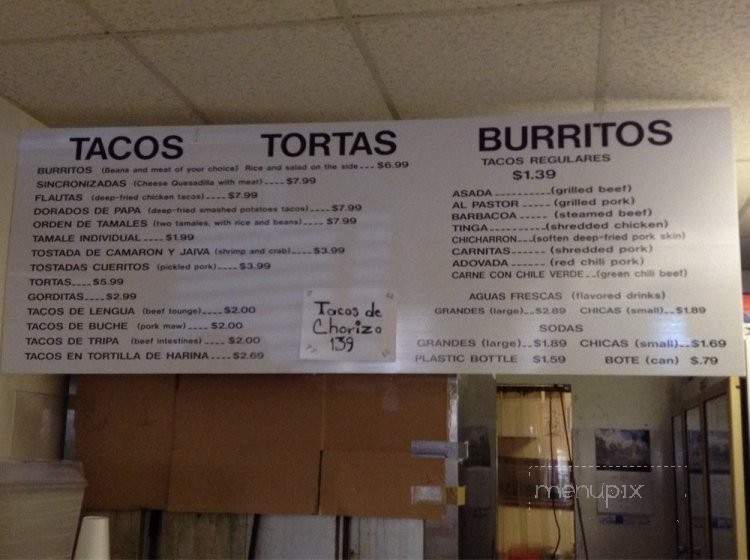 TACOS TORTAS BURRITOS
BURRITOS (Beans and meat of your choice) Rice and salad on the side --- $6.99
SINCRONIZADAS (Cheese Quesadilla with meat) ---- $7.99
FLAUTAS (deep-fried chicken tacos) ---- $7.99
DORADOS DE PAPA (deep-fried smashed potatoes tacos) ---- $7.99
ORDEN DE TAMALES (two tamales, with rice and beans) ---- $7.99
TAMALE INDIVIDUAL ---- $1.99
TOSTADA DE CAMARON Y JAIVA (shrimp and crab) ---- $3.99
TOSTADAS CUERITOS (pickled pork) ---- $3.99
TORTAS ---- $5.99
GORDITAS ---- $2.99
TACOS DE LENGUA (beef tounge) ---- $2.00
TACOS DE BUCHE (pork maw) ---- $2.00
TACOS DE TRIPA (beef intestines) ---- $2.00
TACOS EN TORTILLA DE HARINA ---- $2.69
Tacos de
Chorizo
139
TACOS REGULARES
$1.39
ASADA ---------- (grilled beef)
AL PASTOR ----- (grilled pork)
BARBACOA ----- (steamed beef)
TINGA ---------- (shredded chicken)
CHICHARRON --- (soften deep-fried pork skin)
CARNITAS ------ (shredded pork)
ADOVADA ------ (red chili pork)
CARNE CON CHILE VERDE -- (green chili beef)
AGUAS FRESCAS (flavored drinks)
GRANDES (large) -- $2.89 CHICAS (small) -- $1.89
SODAS
GRANDES (large) -- $1.89 CHICAS (small) -- $1.69
PLASTIC BOTTLE $1.59 BOTE (can) $.79
menupix